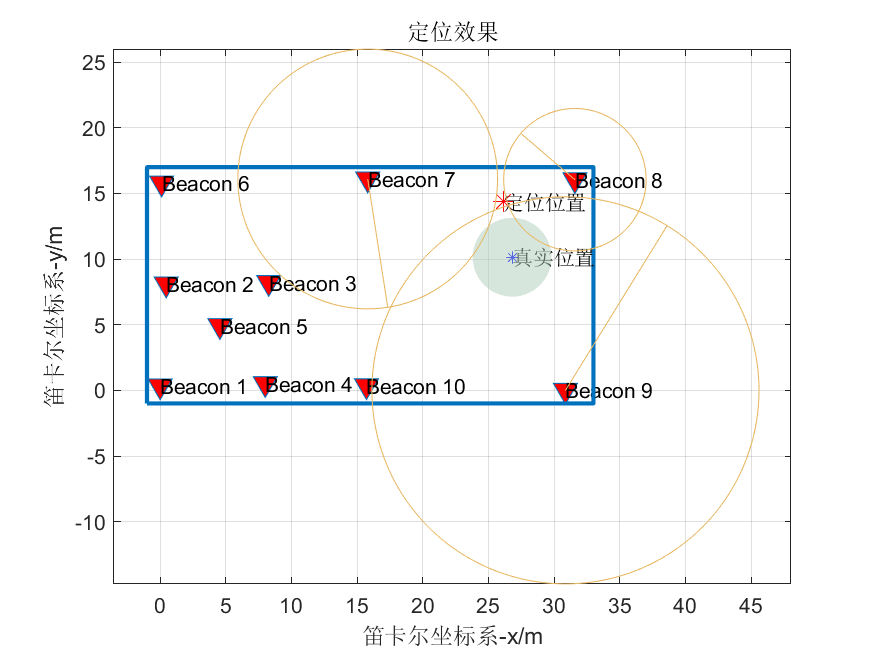 定位效果
25
20
15
10
5
0
-5
-10
Beacon 6
Beacon 7
Beacon 8
定位位置
真实位置
Beacon 2
Beacon 3
Beacon 5
Beacon 1
Beacon 4
Beacon 10
Beacon 9
0
5
10
15
20
25
30
35
40
45
笛卡尔坐标系-x/m
笛卡尔坐标系-y/m